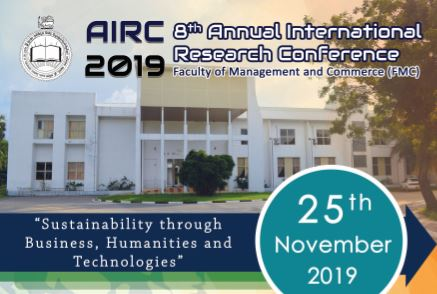 AIRC
2019
8th Annual International
Research Conference
Faculty of Management and Commerce (FMC)
"Sustainability through
Business, Humanities and
Technologies"
25th
November
2019